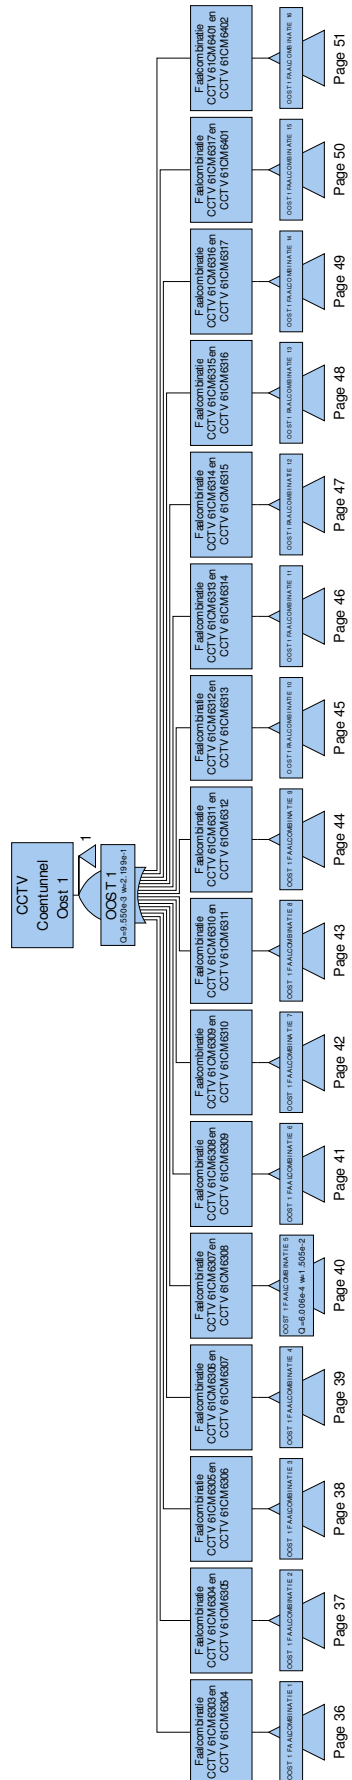 CCTV
Coentunnel
Oost 1
1
OOST 1
Q=9.550e-3 w=2.199e-1
Faalcombinatie
CCTV 61CM6303 en
CCTV 61CM6304
OOST 1 FAALCOMBINATIE 1
Page 36
Faalcombinatie
CCTV 61CM6304 en
CCTV 61CM6305
OOST 1 FAALCOMBINATIE 2
Page 37
Faalcombinatie
CCTV 61CM6305 en
CCTV 61CM6306
OOST 1 FAALCOMBINATIE 3
Page 38
Faalcombinatie
CCTV 61CM6306 en
CCTV 61CM6307
OOST 1 FAALCOMBINATIE 4
Page 39
Faalcombinatie
CCTV 61CM6307 en
CCTV 61CM6308
OOST 1 FAALCOMBINATIE 5
Q=6.006e-4 w=1.505e-2
Page 40
Faalcombinatie
CCTV 61CM6308 en
CCTV 61CM6309
OOST 1 FAALCOMBINATIE 6
Page 41
Faalcombinatie
CCTV 61CM6309 en
CCTV 61CM6310
OOST 1 FAALCOMBINATIE 7
Page 42
Faalcombinatie
CCTV 61CM6310 en
CCTV 61CM6311
OOST 1 FAALCOMBINATIE 8
Page 43
Faalcombinatie
CCTV 61CM6311 en
CCTV 61CM6312
OOST 1 FAALCOMBINATIE 9
Page 44
Faalcombinatie
CCTV 61CM6312 en
CCTV 61CM6313
OOST 1 FAALCOMBINATIE 10
Page 45
Faalcombinatie
CCTV 61CM6313 en
CCTV 61CM6314
OOST 1 FAALCOMBINATIE 11
Page 46
Faalcombinatie
CCTV 61CM6314 en
CCTV 61CM6315
OOST 1 FAALCOMBINATIE 12
Page 47
Faalcombinatie
CCTV 61CM6315 en
CCTV 61CM6316
OOST 1 FAALCOMBINATIE 13
Page 48
Faalcombinatie
CCTV 61CM6316 en
CCTV 61CM6317
OOST 1 FAALCOMBINATIE 14
Page 49
Faalcombinatie
CCTV 61CM6317 en
CCTV 61CM6401
OOST 1 FAALCOMBINATIE 15
Page 50
Faalcombinatie
CCTV 61CM6401 en
CCTV 61CM6402
OOST 1 FAALCOMBINATIE 16
Page 51